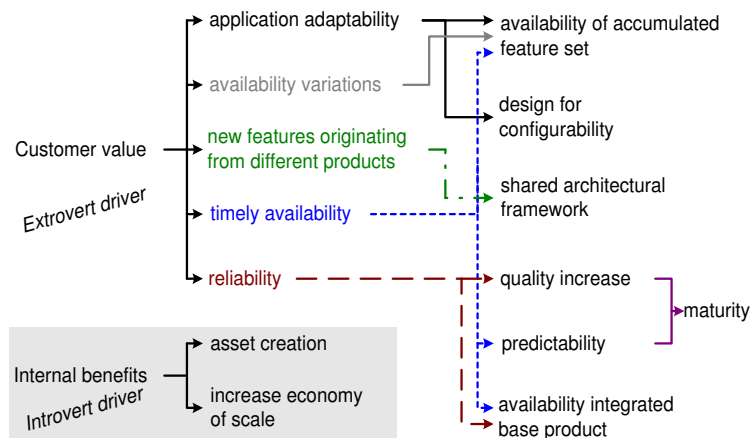 application adaptability
availability of accumulated
feature set
availability variations
design for
configurability
Customer value
new features originating
from different products
Extrovert driver
shared architectural
framework
timely availability
reliability
quality increase
maturity
asset creation
predictability
Internal benefits
Introvert driver
increase economy
of scale
availability integrated
base product